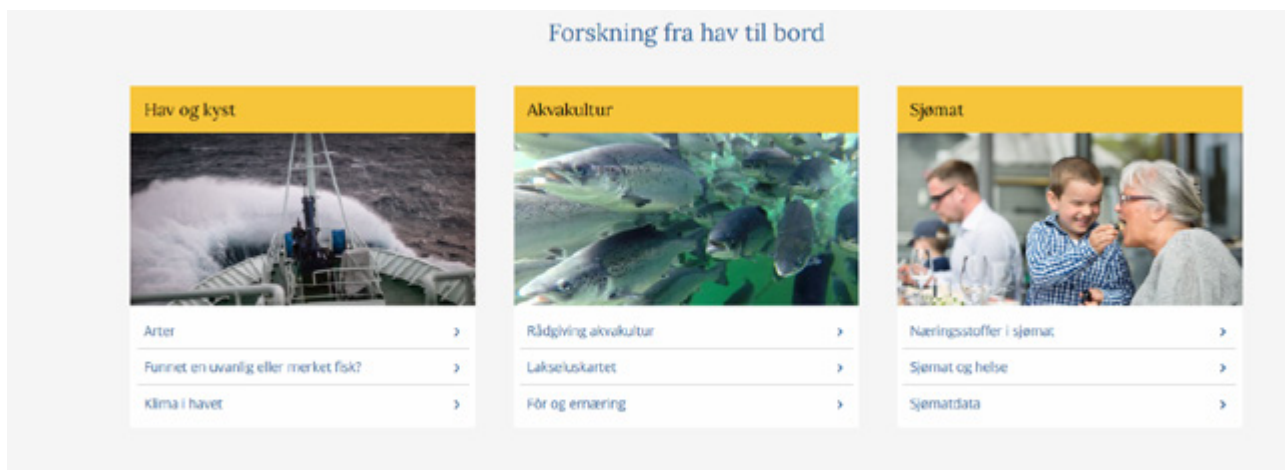 Forskning fra hav til bord
Hav og kyst
Arter
Funnet en uvanlig eller merket fisk?
Klima i havet
Akvakultur
Rådgiving akvakultur
Lakseluskartet
Fôr og ernæring
Sjømat
Næringsstoffer i sjømat
Sjømat og helse
Sjømatdata